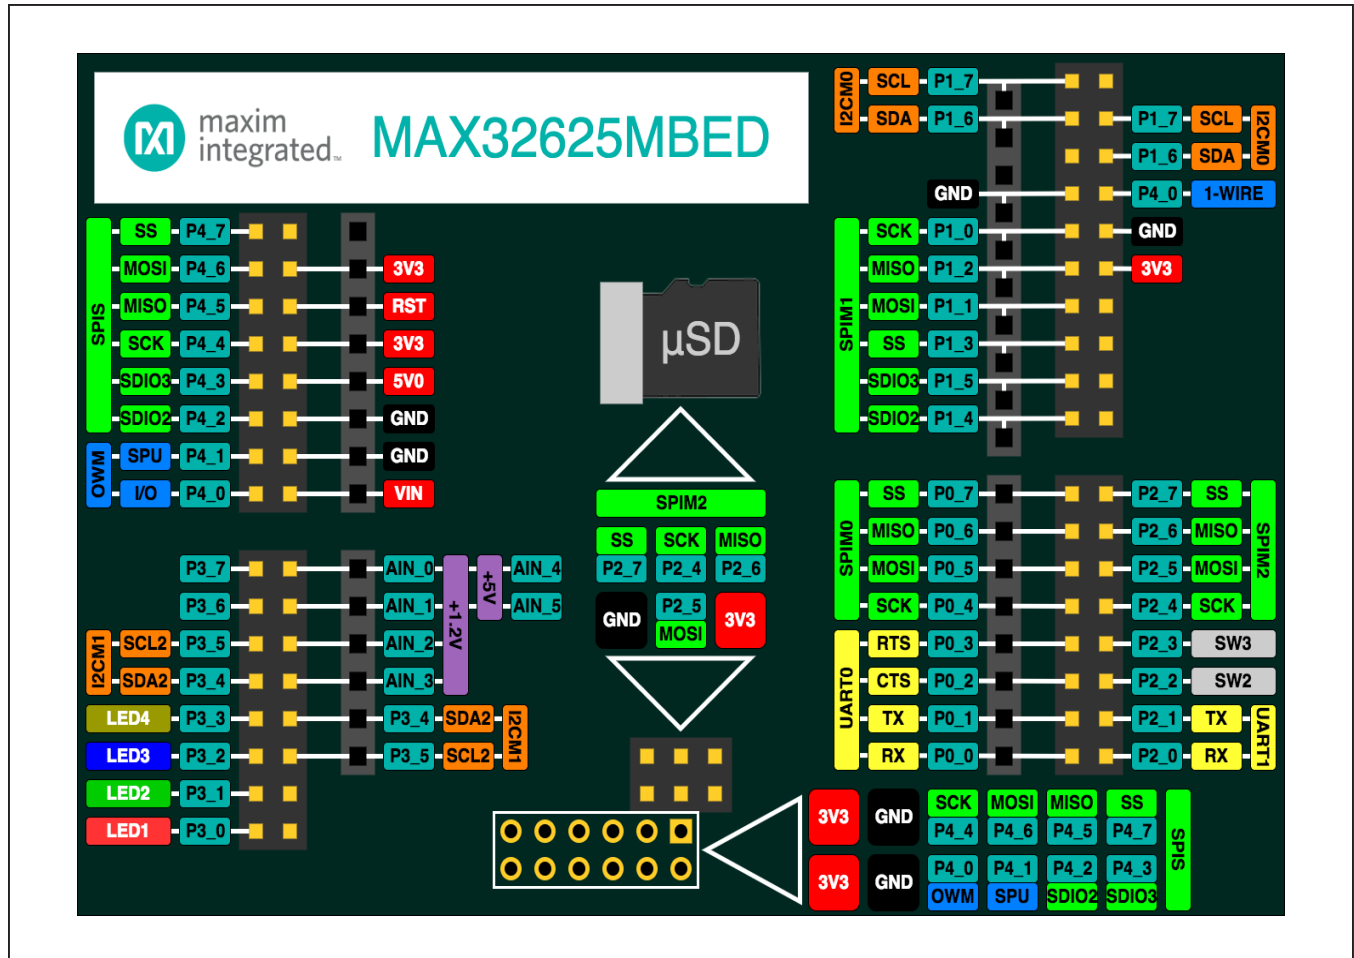 maxim
integrated™
MAX32625MBED
I2CM0 SCL P1_7
SDA P1_6
P1_7 SCL I2CM0
P1_6 SDA
GND
P4_0 1-WIRE
GND
3V3
SPIS
SS P4_7
MOSI P4_6 3V3
MISO P4_5 RST
SCK P4_4 3V3
SDIO3 P4_3 5V0
SDIO2 P4_2 GND
OWM
SPU P4_1 GND
I/O P4_0 VIN
SPIM1
SCK P1_0
MISO P1_2
MOSI P1_1
SS P1_3
SDIO3 P1_5
SDIO2 P1_4
µSD
SPIM2
SS SCK MISO
P2_7 P2_4 P2_6
GND P2_5 3V3
MOSI
P3_7 AIN_0 +1.2V +5V AIN_4
P3_6 AIN_1 AIN_5
I2CM1 SCL2 P3_5 AIN_2
SDA2 P3_4 AIN_3
LED4 P3_3 P3_4 SDA2 I2CM1
LED3 P3_2 P3_5 SCL2
LED2 P3_1
LED1 P3_0
SPIM0 SS P0_7 P2_7 SS SPIM2
MISO P0_6 P2_6 MISO
MOSI P0_5 P2_5 MOSI
SCK P0_4 P2_4 SCK
UART0 RTS P0_3 P2_3 SW3
CTS P0_2 P2_2 SW2
TX P0_1 P2_1 TX UART1
RX P0_0 P2_0 RX
3V3 GND SCK MOSI MISO SS SPIS
P4_4 P4_6 P4_5 P4_7
3V3 GND P4_0 P4_1 P4_2 P4_3
OWM SPU SDIO2 SDIO3